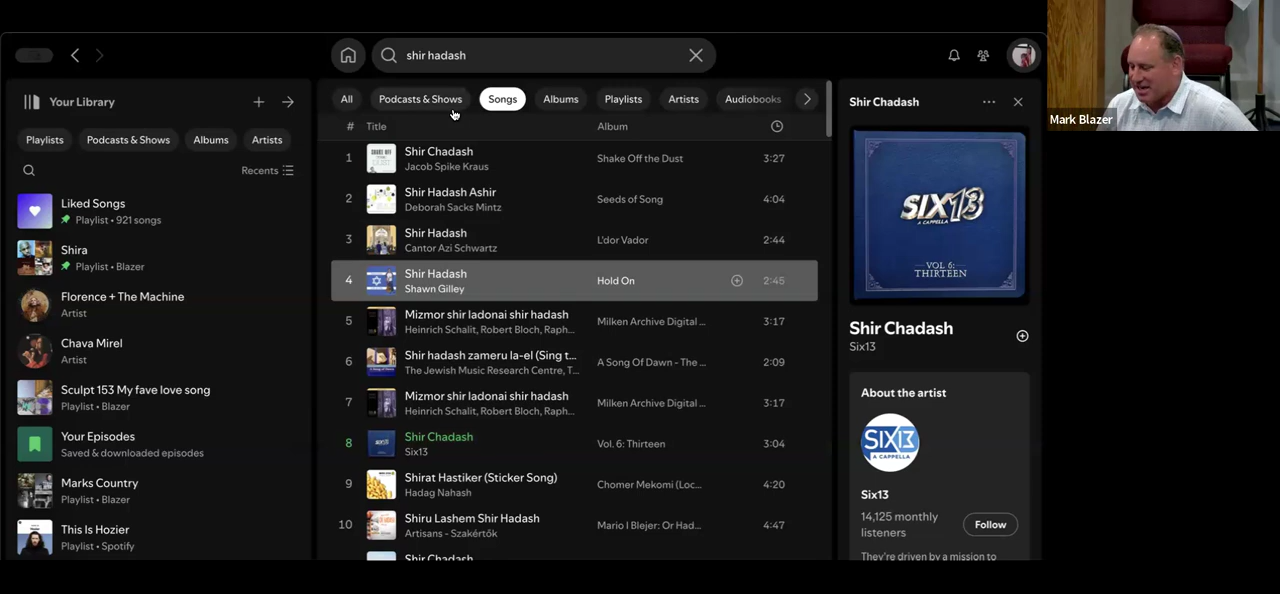 shir hadash
Your Library
Playlists
Podcasts & Shows
Albums
Artists
Recents
Liked Songs
Playlist • 921 songs
Shira
Playlist • Blazer
Florence + The Machine
Artist
Chava Mirel
Artist
Sculpt 153 My fave love song
Playlist • Blazer
Your Episodes
Saved & downloaded episodes
Marks Country
Playlist • Blazer
This Is Hozier
Playlist • Spotify
All
Podcasts & Shows
Songs
Albums
Playlists
Artists
Audiobooks
# Title Album
1 Shir Chadash Shake Off the Dust 3:27
Jacob Spike Kraus
2 Shir Hadash Ashir Seeds of Song 4:04
Deborah Sacks Mintz
3 Shir Hadash L'dor Vador 2:44
Cantor Azi Schwartz
4 Shir Hadash Hold On 2:45
Shawn Gilley
5 Mizmor shir ladonai shir hadash Milken Archive Digital ... 3:17
Heinrich Schalit, Robert Bloch, Raph...
6 Shir hadash zameru la-el (Sing t... A Song Of Dawn - The ... 2:09
The Jewish Music Research Centre, T...
7 Mizmor shir ladonai shir hadash Milken Archive Digital ... 3:17
Heinrich Schalit, Robert Bloch, Raph...
8 Shir Chadash Vol. 6: Thirteen 3:04
Six13
9 Shirat Hastiker (Sticker Song) Chomer Mekomi (Loc... 4:20
Hadag Nahash
10 Shiru Lashem Shir Hadash Mario I Blejer: Or Had... 4:47
Artisans - Szakértők
Shir Chadash
Shir Chadash
SIX13
A CAPPELLA
VOL 6:
THIRTEEN
Shir Chadash
Six13
About the artist
SIX13
A CAPPELLA
Six13
14,125 monthly
listeners
Follow
They're driven by a mission to
Mark Blazer